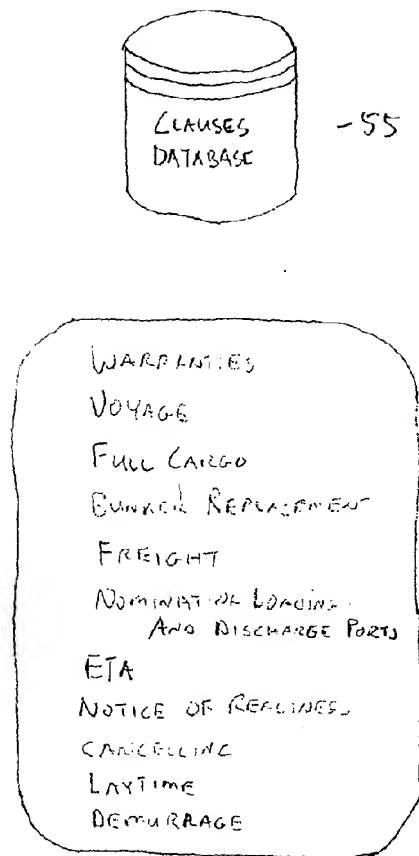 CLAUSES
DATABASE
-55
WARRANTIES
VOYAGE
FULL CARGO
BUNKER REPLACEMENT
FREIGHT
NOMINATION LOADING
AND DISCHARGE PORTS
ETA
NOTICE OF READINESS
CANCELLING
LAYTIME
DEMURRAGE